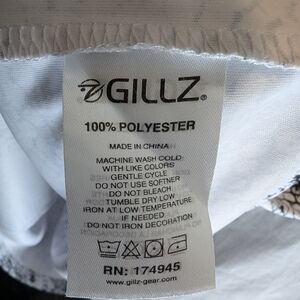 GILLZ®
100% POLYESTER
MADE IN CHINA
MACHINE WASH COLD
WITH LIKE COLORS
GENTLE CYCLE
DO NOT USE SOFTNER
DO NOT BLEACH
TUMBLE DRY LOW
IRON AT LOW TEMPERATURE
IF NEEDED
DO NOT IRON DECORATION
RN: 174945
www.gillz-gear.com